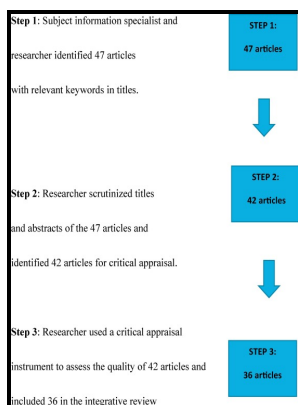 Step 1: Subject information specialist and
researcher identified 47 articles
with relevant keywords in titles.
STEP 1:
47 articles
Step 2: Researcher scrutinized titles
and abstracts of the 47 articles and
identified 42 articles for critical appraisal.
STEP 2:
42 articles
Step 3: Researcher used a critical appraisal
instrument to assess the quality of 42 articles and
included 36 in the integrative review
STEP 3:
36 articles